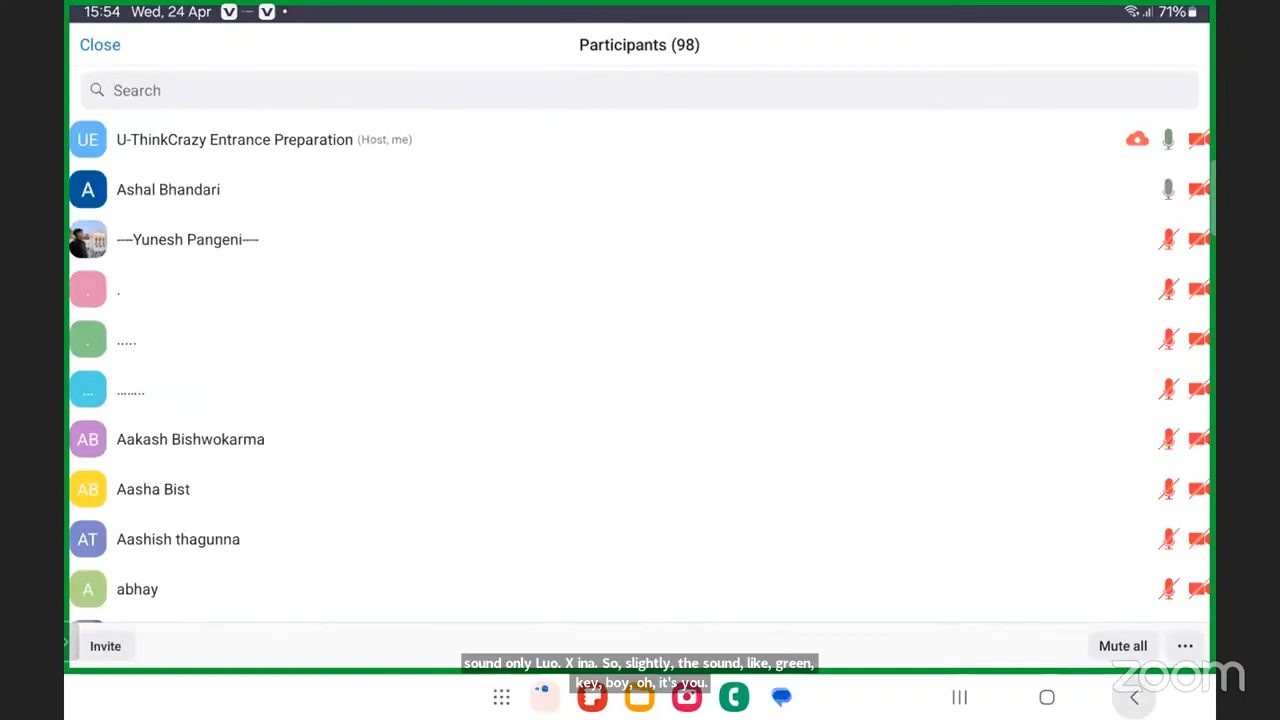 15:54 Wed, 24 Apr V V •
71%
Close
Participants (98)
Search
UE U-ThinkCrazy Entrance Preparation (Host, me)
A Ashal Bhandari
—Yunesh Pangeni—
. .
. .....
... ........
AB Aakash Bishwokarma
AB Aasha Bist
AT Aashish thagunna
A abhay
Invite
Mute all
sound only Luo. X ina. So, slightly, the sound, like, green,
key, boy, oh, it's you.
zoom